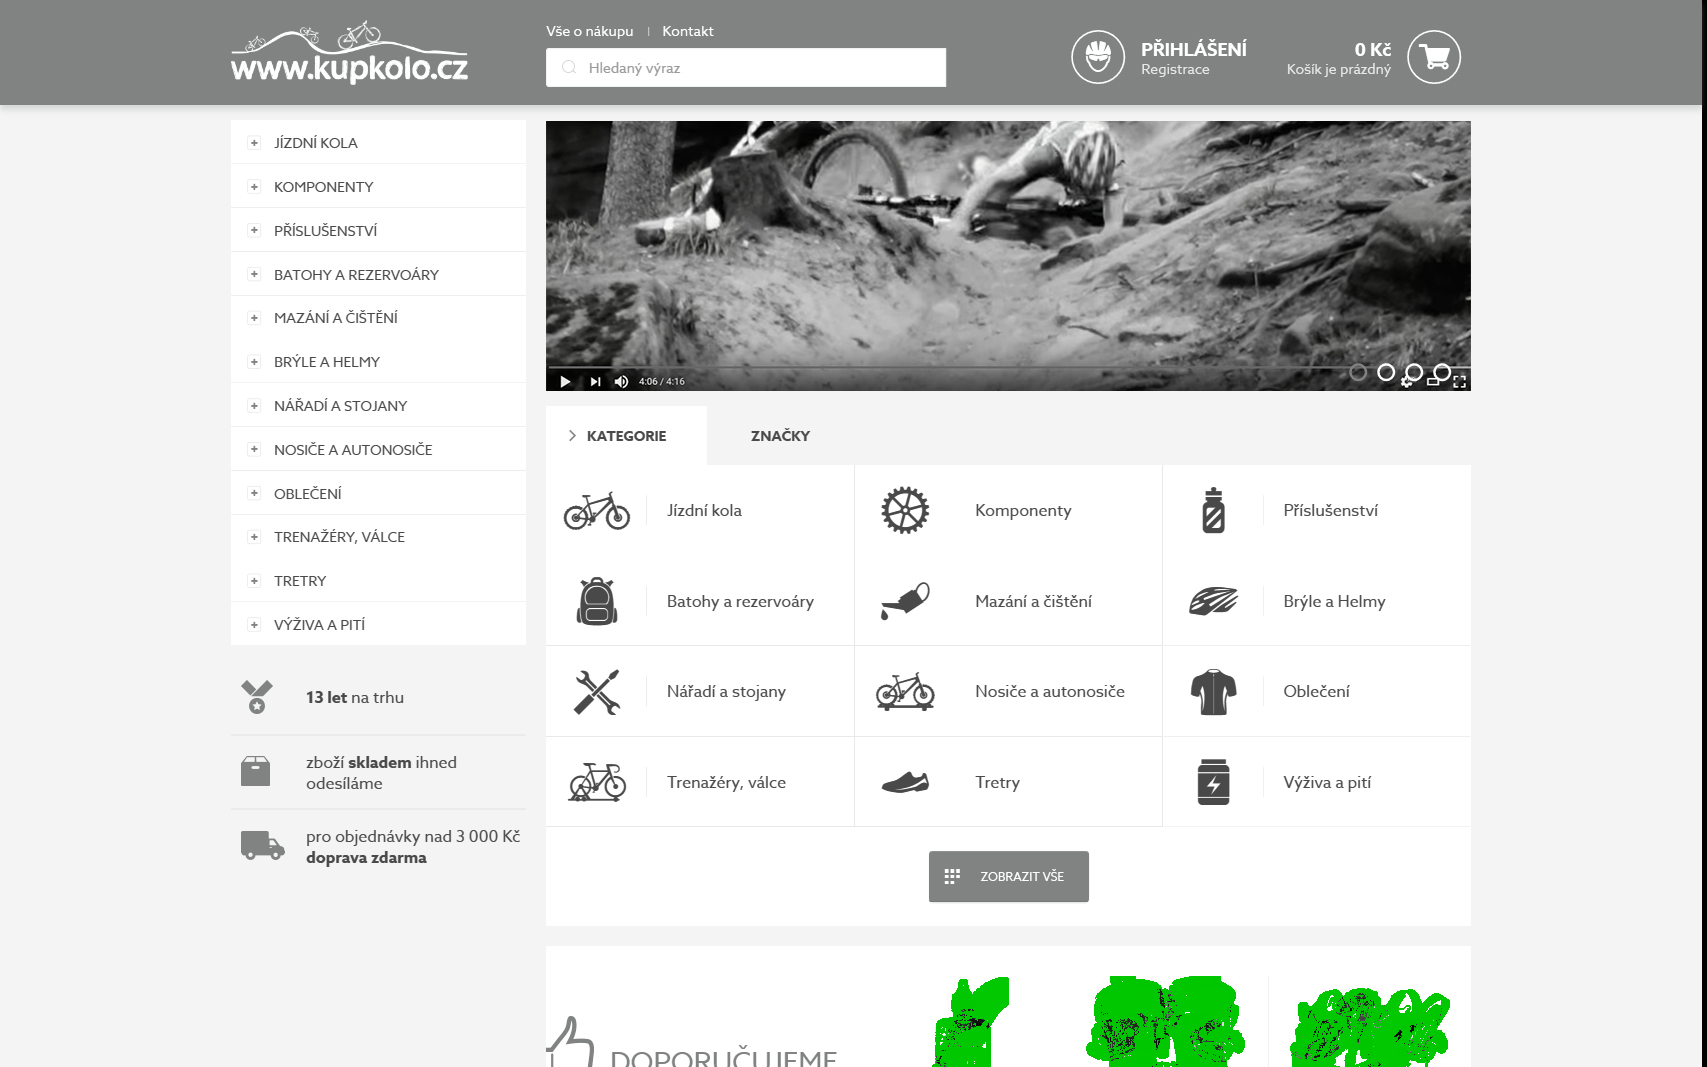 www.kupkolo.cz
Vše o nákupu
Kontakt
Hledaný výraz
PŘIHLÁŠENÍ
Registrace
0 Kč
Košík je prázdný
JÍZDNÍ KOLA
KOMPONENTY
PŘÍSLUŠENSTVÍ
BATOHY A REZERVOÁRY
MAZÁNÍ A ČIŠTĚNÍ
BRÝLE A HELMY
NÁŘADÍ A STOJANY
NOSIČE A AUTONOSIČE
OBLEČENÍ
TRENAŽÉRY, VÁLCE
TRETRY
VÝŽIVA A PITÍ
13 let na trhu
zboží skladem ihned
odesíláme
pro objednávky nad 3 000 Kč
doprava zdarma
4:06 / 4:16
KATEGORIE
ZNAČKY
Jízdní kola
Komponenty
Příslušenství
Batohy a rezervoáry
Mazání a čištění
Brýle a Helmy
Nářadí a stojany
Nosiče a autonosiče
Oblečení
Trenažéry, válce
Tretry
Výživa a pití
ZOBRAZIT VŠE
DOPORUČUJEME